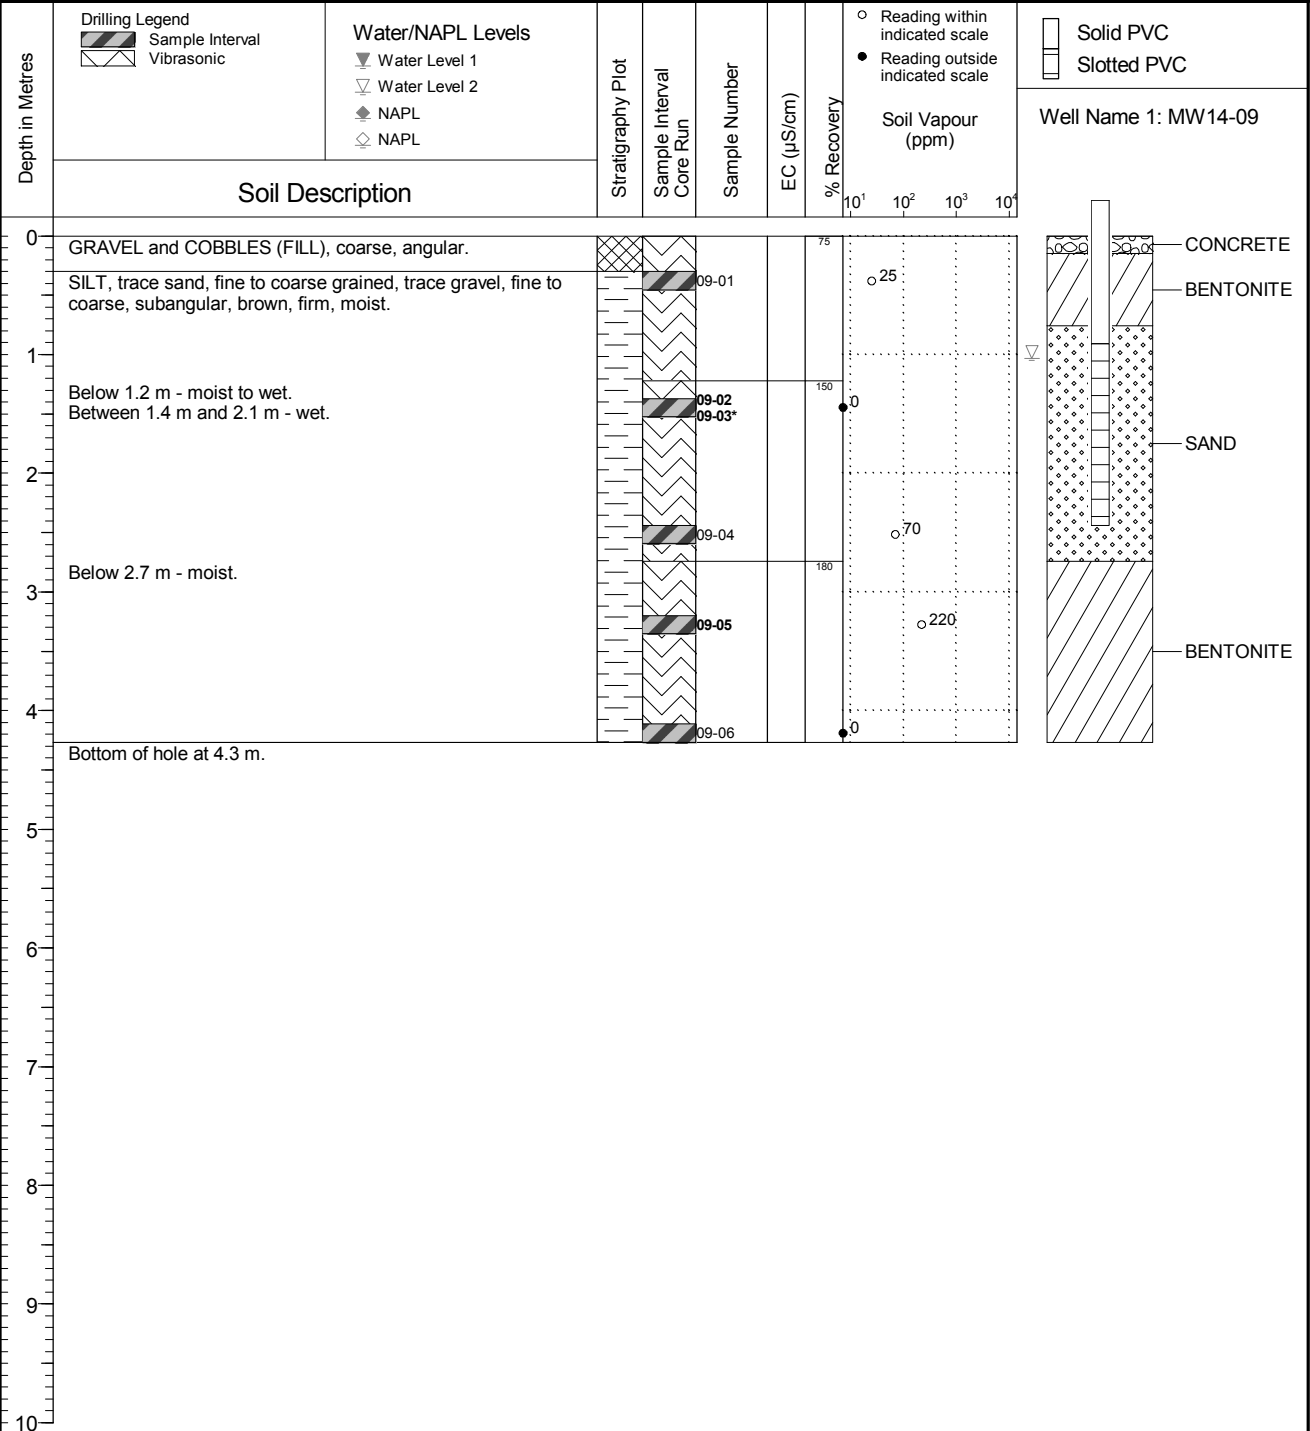 Depth in Metres
Drilling Legend
Sample Interval
Vibrasonic
Water/NAPL Levels
Water Level 1
Water Level 2
NAPL
NAPL
Soil Description
Stratigraphy Plot
Sample Interval
Core Run
Sample Number
EC (µS/cm)
% Recovery
Reading within
indicated scale
Reading outside
indicated scale
Soil Vapour
(ppm)
10¹ 10² 10³ 10⁴
Solid PVC
Slotted PVC
Well Name 1: MW14-09
0
GRAVEL and COBBLES (FILL), coarse, angular.
75
CONCRETE
SILT, trace sand, fine to coarse grained, trace gravel, fine to
coarse, subangular, brown, firm, moist.
09-01
25
BENTONITE
1
Below 1.2 m - moist to wet.
Between 1.4 m and 2.1 m - wet.
150
09-02
09-03*
0
SAND
2
09-04
70
Below 2.7 m - moist.
180
3
09-05
220
BENTONITE
4
09-06
0
Bottom of hole at 4.3 m.
5
6
7
8
9
10